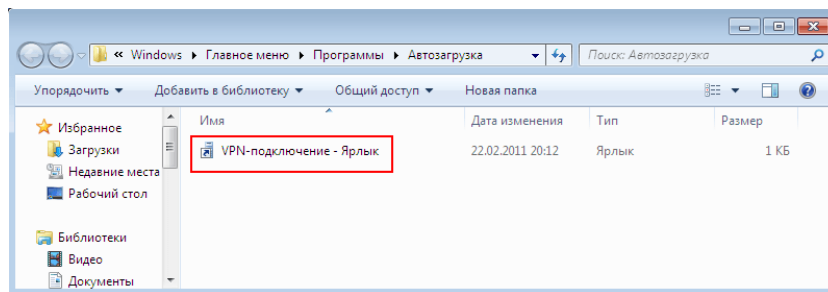 « Windows ▸ Главное меню ▸ Программы ▸ Автозагрузка
Поиск: Автозагрузка
Упорядочить ▾ Добавить в библиотеку ▾ Общий доступ ▾ Новая папка
Избранное
Загрузки
Недавние места
Рабочий стол
Библиотеки
Видео
Документы
Имя Дата изменения Тип Размер
VPN-подключение - Ярлык 22.02.2011 20:12 Ярлык 1 КБ